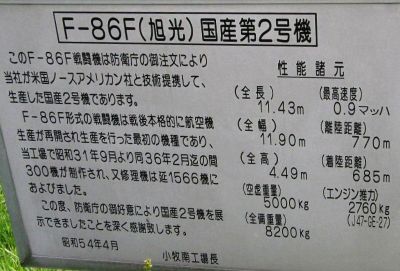 F-86F(旭光)国産第2号機
このF-86F戦闘機は防衛庁の御注文により
当社が米国ノースアメリカン社と技術提携して、
生産した国産2号機であります。
F-86F形式の戦闘機は戦後本格的に航空機
生産が再開され生産を行った最初の機種であり、
当工場で昭和31年9月より同36年2月迄の間
300機が制作され、又修理機は延1566機に
およびました。
この度、防衛庁の御好意により国産2号機を展
示できましたことを深く感謝致します。
昭和54年4月
小牧南工場長
性能諸元
(全長)
11.43m
(全幅)
11.90m
(全高)
4.49m
(空虚重量)
5000kg
(全備重量)
8200kg
(最高速度)
0.9マッハ
(離陸距離)
770m
(着陸距離)
685m
(エンジン推力)
2760kg
(J47-GE-27)